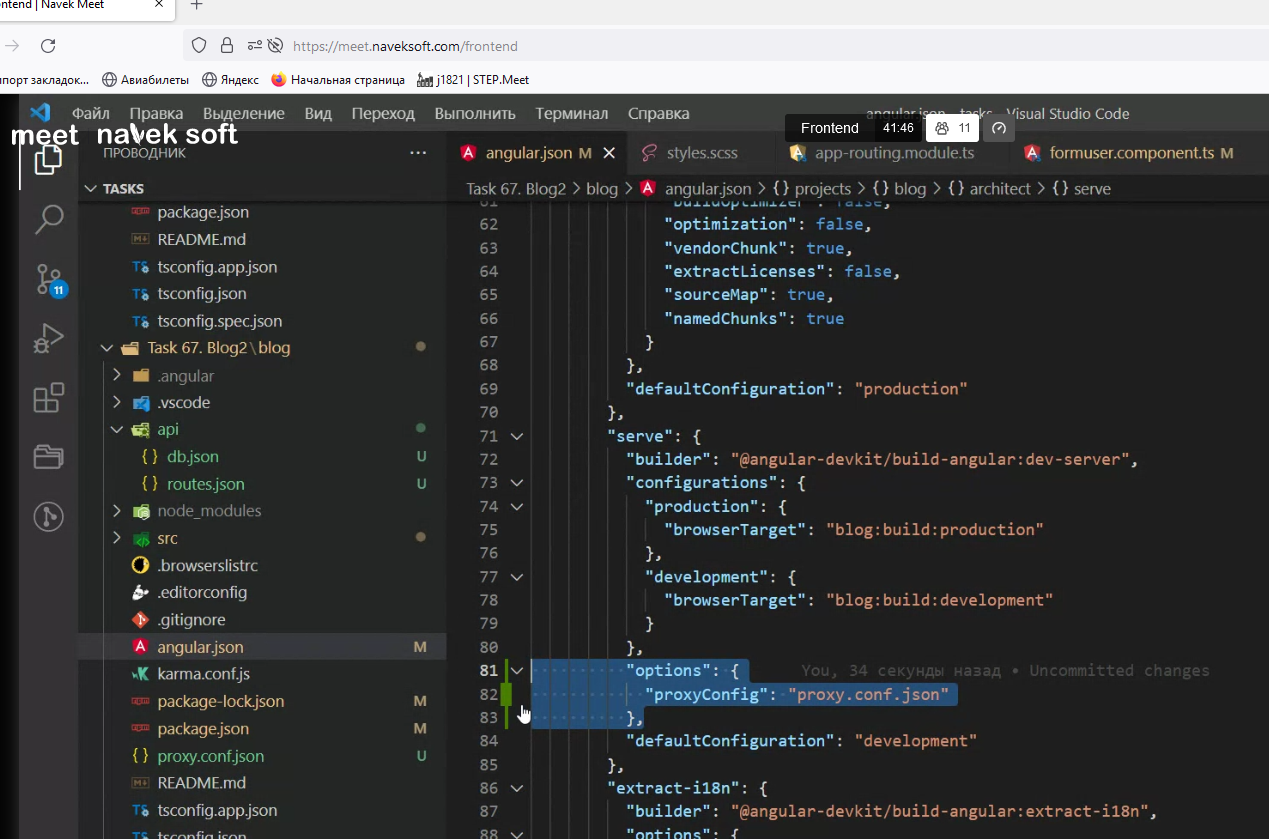 ntend | Navek Meet
https://meet.naveksoft.com/frontend
порт закладок... Авиабилеты Яндекс Начальная страница j1821 | STEP.Meet
Файл Правка Выделение Вид Переход Выполнить Терминал Справка angular.json - tasks - Visual Studio Code
meet navek soft
Frontend 41:46 11
ПРОВОДНИК ...
angular.json M styles.scss app-routing.module.ts formuser.component.ts M
TASKS
Task 67. Blog2 > blog > angular.json > {} projects > {} blog > {} architect > {} serve
package.json
README.md
tsconfig.app.json
tsconfig.json
tsconfig.spec.json
Task 67. Blog2\blog
.angular
.vscode
api
db.json U
routes.json U
node_modules
src
.browserslistrc
.editorconfig
.gitignore
angular.json M
karma.conf.js
package-lock.json M
package.json M
proxy.conf.json U
README.md
tsconfig.app.json
tsconfig.json
11
61 "buildOptimizer": false,
62 "optimization": false,
63 "vendorChunk": true,
64 "extractLicenses": false,
65 "sourceMap": true,
66 "namedChunks": true
67 }
68 },
69 "defaultConfiguration": "production"
70 },
71 "serve": {
72 "builder": "@angular-devkit/build-angular:dev-server",
73 "configurations": {
74 "production": {
75 "browserTarget": "blog:build:production"
76 },
77 "development": {
78 "browserTarget": "blog:build:development"
79 }
80 },
81 "options": { You, 34 секунды назад • Uncommitted changes
82 "proxyConfig": "proxy.conf.json"
83 },
84 "defaultConfiguration": "development"
85 },
86 "extract-i18n": {
87 "builder": "@angular-devkit/build-angular:extract-i18n",
88 "options": {